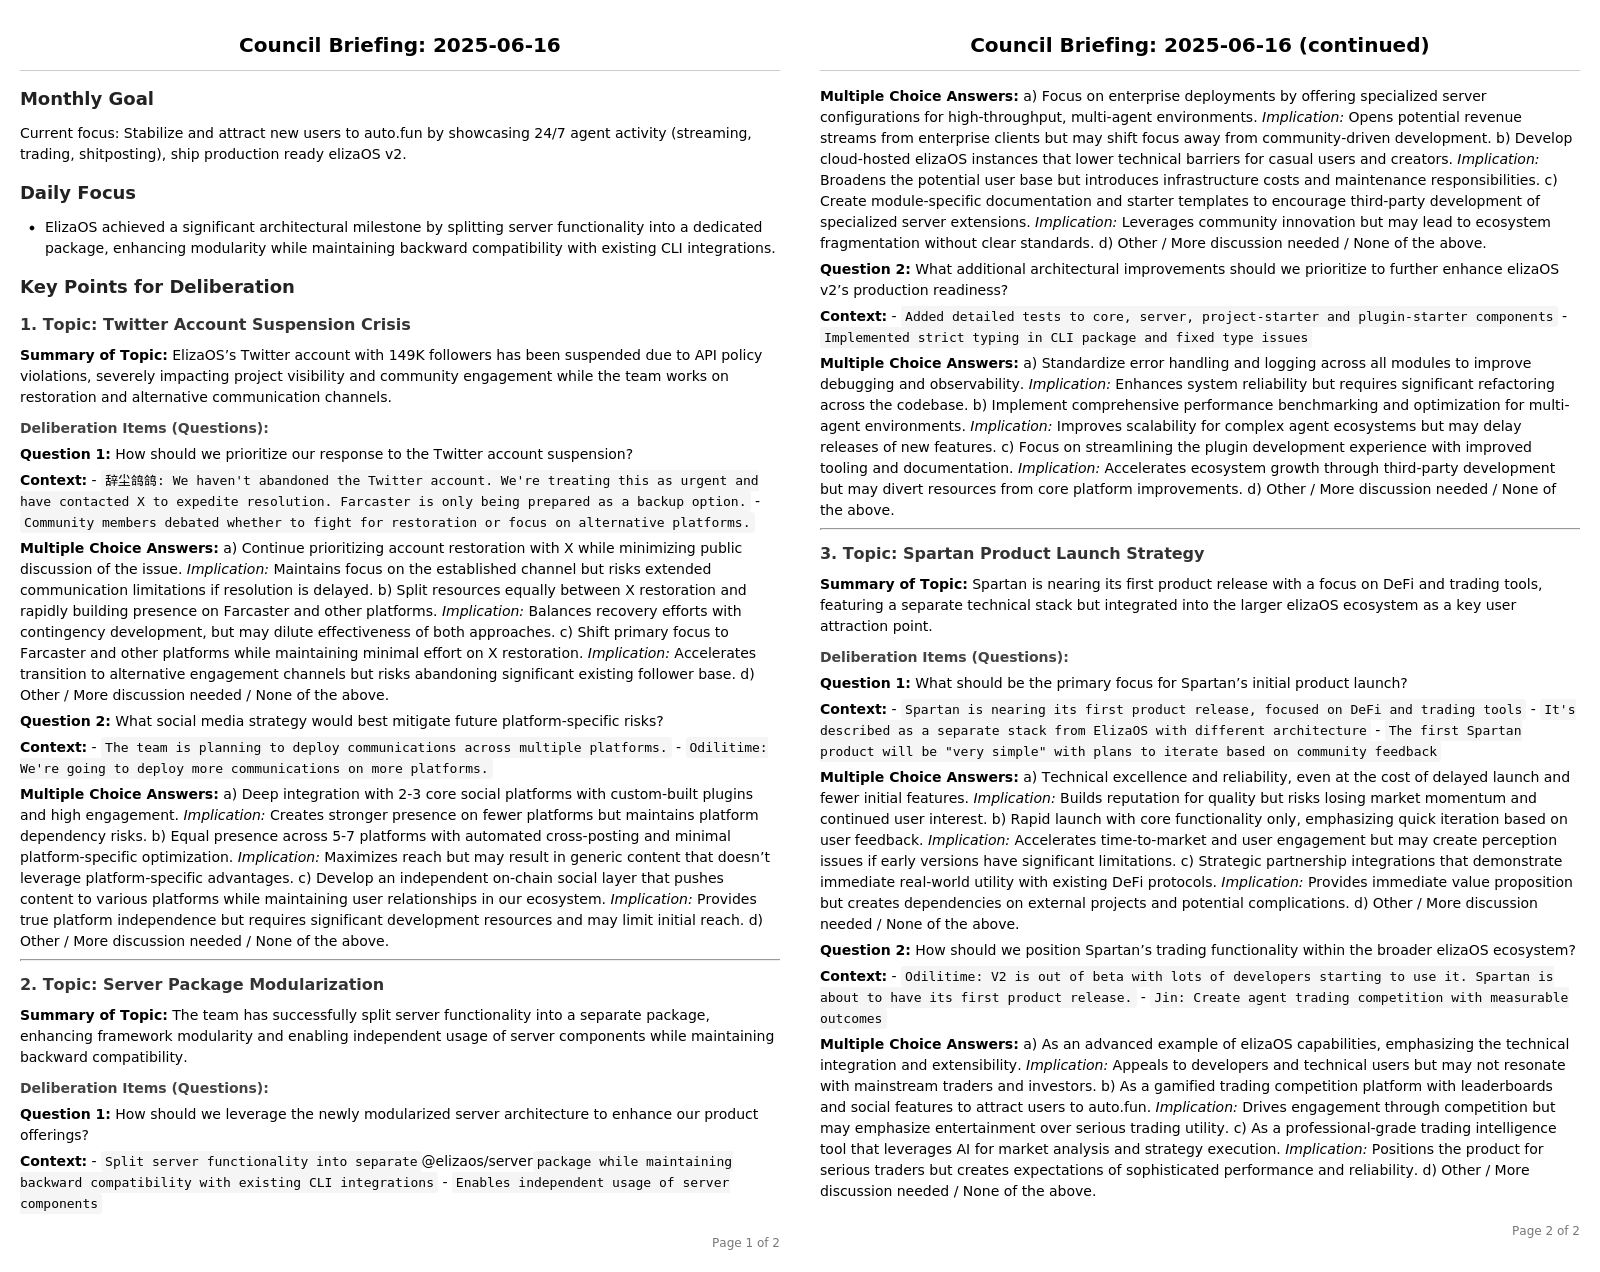 Council Briefing: 2025-06-16
Monthly Goal
Current focus: Stabilize and attract new users to auto.fun by showcasing 24/7 agent activity (streaming,
trading, shitposting), ship production ready elizaOS v2.
Daily Focus
• ElizaOS achieved a significant architectural milestone by splitting server functionality into a dedicated
package, enhancing modularity while maintaining backward compatibility with existing CLI integrations.
Key Points for Deliberation
1. Topic: Twitter Account Suspension Crisis
Summary of Topic: ElizaOS’s Twitter account with 149K followers has been suspended due to API policy
violations, severely impacting project visibility and community engagement while the team works on
restoration and alternative communication channels.
Deliberation Items (Questions):
Question 1: How should we prioritize our response to the Twitter account suspension?
Context: - 辞尘鸽鸽: We haven't abandoned the Twitter account. We're treating this as urgent and
have contacted X to expedite resolution. Farcaster is only being prepared as a backup option. -
Community members debated whether to fight for restoration or focus on alternative platforms.
Multiple Choice Answers: a) Continue prioritizing account restoration with X while minimizing public
discussion of the issue. Implication: Maintains focus on the established channel but risks extended
communication limitations if resolution is delayed. b) Split resources equally between X restoration and
rapidly building presence on Farcaster and other platforms. Implication: Balances recovery efforts with
contingency development, but may dilute effectiveness of both approaches. c) Shift primary focus to
Farcaster and other platforms while maintaining minimal effort on X restoration. Implication: Accelerates
transition to alternative engagement channels but risks abandoning significant existing follower base. d)
Other / More discussion needed / None of the above.
Question 2: What social media strategy would best mitigate future platform-specific risks?
Context: - The team is planning to deploy communications across multiple platforms. - Odilitime:
We're going to deploy more communications on more platforms.
Multiple Choice Answers: a) Deep integration with 2-3 core social platforms with custom-built plugins
and high engagement. Implication: Creates stronger presence on fewer platforms but maintains platform
dependency risks. b) Equal presence across 5-7 platforms with automated cross-posting and minimal
platform-specific optimization. Implication: Maximizes reach but may result in generic content that doesn’t
leverage platform-specific advantages. c) Develop an independent on-chain social layer that pushes
content to various platforms while maintaining user relationships in our ecosystem. Implication: Provides
true platform independence but requires significant development resources and may limit initial reach. d)
Other / More discussion needed / None of the above.
2. Topic: Server Package Modularization
Summary of Topic: The team has successfully split server functionality into a separate package,
enhancing framework modularity and enabling independent usage of server components while maintaining
backward compatibility.
Deliberation Items (Questions):
Question 1: How should we leverage the newly modularized server architecture to enhance our product
offerings?
Context: - Split server functionality into separate @elizaos/server package while maintaining
backward compatibility with existing CLI integrations - Enables independent usage of server
components
Page 1 of 2
Council Briefing: 2025-06-16 (continued)
Multiple Choice Answers: a) Focus on enterprise deployments by offering specialized server
configurations for high-throughput, multi-agent environments. Implication: Opens potential revenue
streams from enterprise clients but may shift focus away from community-driven development. b) Develop
cloud-hosted elizaOS instances that lower technical barriers for casual users and creators. Implication:
Broadens the potential user base but introduces infrastructure costs and maintenance responsibilities. c)
Create module-specific documentation and starter templates to encourage third-party development of
specialized server extensions. Implication: Leverages community innovation but may lead to ecosystem
fragmentation without clear standards. d) Other / More discussion needed / None of the above.
Question 2: What additional architectural improvements should we prioritize to further enhance elizaOS
v2’s production readiness?
Context: - Added detailed tests to core, server, project-starter and plugin-starter components -
Implemented strict typing in CLI package and fixed type issues
Multiple Choice Answers: a) Standardize error handling and logging across all modules to improve
debugging and observability. Implication: Enhances system reliability but requires significant refactoring
across the codebase. b) Implement comprehensive performance benchmarking and optimization for multi-
agent environments. Implication: Improves scalability for complex agent ecosystems but may delay
releases of new features. c) Focus on streamlining the plugin development experience with improved
tooling and documentation. Implication: Accelerates ecosystem growth through third-party development
but may divert resources from core platform improvements. d) Other / More discussion needed / None of
the above.
3. Topic: Spartan Product Launch Strategy
Summary of Topic: Spartan is nearing its first product release with a focus on DeFi and trading tools,
featuring a separate technical stack but integrated into the larger elizaOS ecosystem as a key user
attraction point.
Deliberation Items (Questions):
Question 1: What should be the primary focus for Spartan’s initial product launch?
Context: - Spartan is nearing its first product release, focused on DeFi and trading tools - It's
described as a separate stack from ElizaOS with different architecture - The first Spartan
product will be "very simple" with plans to iterate based on community feedback
Multiple Choice Answers: a) Technical excellence and reliability, even at the cost of delayed launch and
fewer initial features. Implication: Builds reputation for quality but risks losing market momentum and
continued user interest. b) Rapid launch with core functionality only, emphasizing quick iteration based on
user feedback. Implication: Accelerates time-to-market and user engagement but may create perception
issues if early versions have significant limitations. c) Strategic partnership integrations that demonstrate
immediate real-world utility with existing DeFi protocols. Implication: Provides immediate value proposition
but creates dependencies on external projects and potential complications. d) Other / More discussion
needed / None of the above.
Question 2: How should we position Spartan’s trading functionality within the broader elizaOS ecosystem?
Context: - Odilitime: V2 is out of beta with lots of developers starting to use it. Spartan is
about to have its first product release. - Jin: Create agent trading competition with measurable
outcomes
Multiple Choice Answers: a) As an advanced example of elizaOS capabilities, emphasizing the technical
integration and extensibility. Implication: Appeals to developers and technical users but may not resonate
with mainstream traders and investors. b) As a gamified trading competition platform with leaderboards
and social features to attract users to auto.fun. Implication: Drives engagement through competition but
may emphasize entertainment over serious trading utility. c) As a professional-grade trading intelligence
tool that leverages AI for market analysis and strategy execution. Implication: Positions the product for
serious traders but creates expectations of sophisticated performance and reliability. d) Other / More
discussion needed / None of the above.
Page 2 of 2